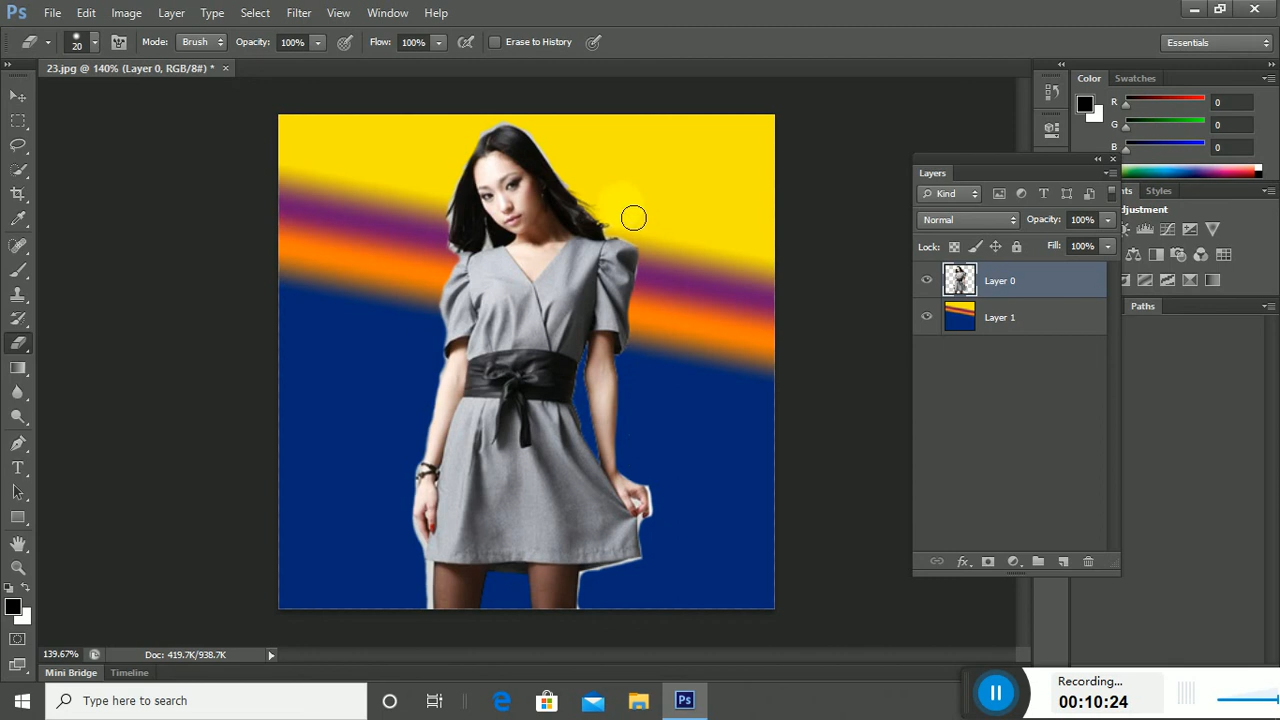 Ps File Edit Image Layer Type Select Filter View Window Help
20 Mode: Brush Opacity: 100% Flow: 100% Erase to History Essentials
23.jpg @ 140% (Layer 0, RGB/8#) * ×
Color Swatches
R 0
G 0
B 0
Layers
Kind
Styles
Adjustment
Normal Opacity: 100%
Lock: Fill: 100%
Layer 0
Layer 1
Paths
139.67% Doc: 419.7K/938.7K
Mini Bridge Timeline
Recording...
00:10:24
Type here to search
Ps